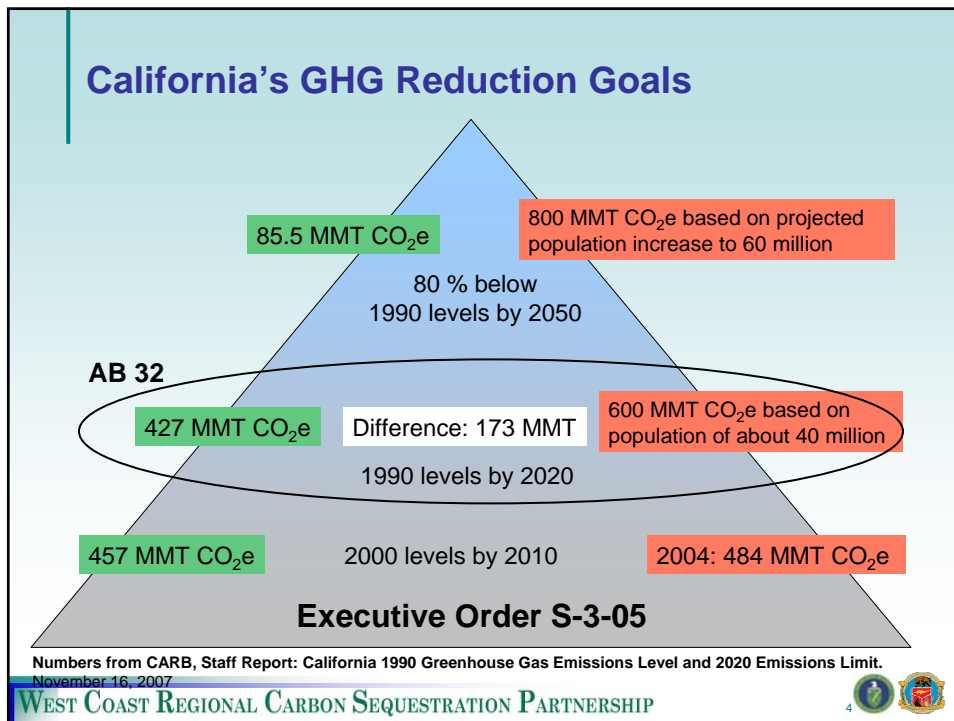 California's GHG Reduction Goals
85.5 MMT CO₂e
800 MMT CO₂e based on projected
population increase to 60 million
80 % below
1990 levels by 2050
AB 32
427 MMT CO₂e
Difference: 173 MMT
600 MMT CO₂e based on
population of about 40 million
1990 levels by 2020
457 MMT CO₂e
2000 levels by 2010
2004: 484 MMT CO₂e
Executive Order S-3-05
Numbers from CARB, Staff Report: California 1990 Greenhouse Gas Emissions Level and 2020 Emissions Limit.
November 16, 2007
WEST COAST REGIONAL CARBON SEQUESTRATION PARTNERSHIP
4